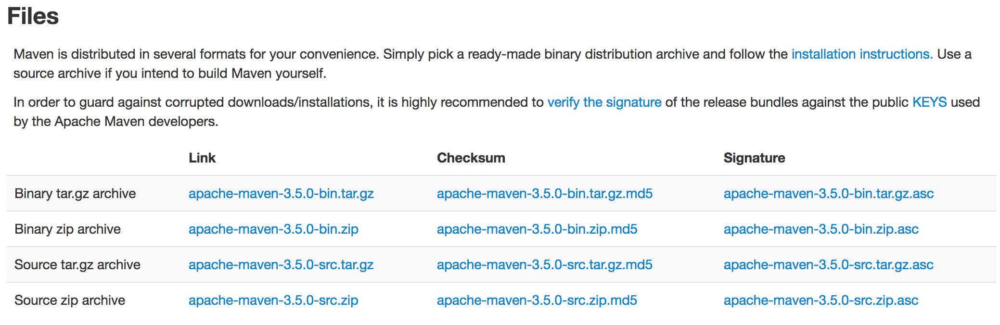 Files
Maven is distributed in several formats for your convenience. Simply pick a ready-made binary distribution archive and follow the installation instructions. Use a
source archive if you intend to build Maven yourself.
In order to guard against corrupted downloads/installations, it is highly recommended to verify the signature of the release bundles against the public KEYS used
by the Apache Maven developers.
Link Checksum Signature
Binary tar.gz archive apache-maven-3.5.0-bin.tar.gz apache-maven-3.5.0-bin.tar.gz.md5 apache-maven-3.5.0-bin.tar.gz.asc
Binary zip archive apache-maven-3.5.0-bin.zip apache-maven-3.5.0-bin.zip.md5 apache-maven-3.5.0-bin.zip.asc
Source tar.gz archive apache-maven-3.5.0-src.tar.gz apache-maven-3.5.0-src.tar.gz.md5 apache-maven-3.5.0-src.tar.gz.asc
Source zip archive apache-maven-3.5.0-src.zip apache-maven-3.5.0-src.zip.md5 apache-maven-3.5.0-src.zip.asc